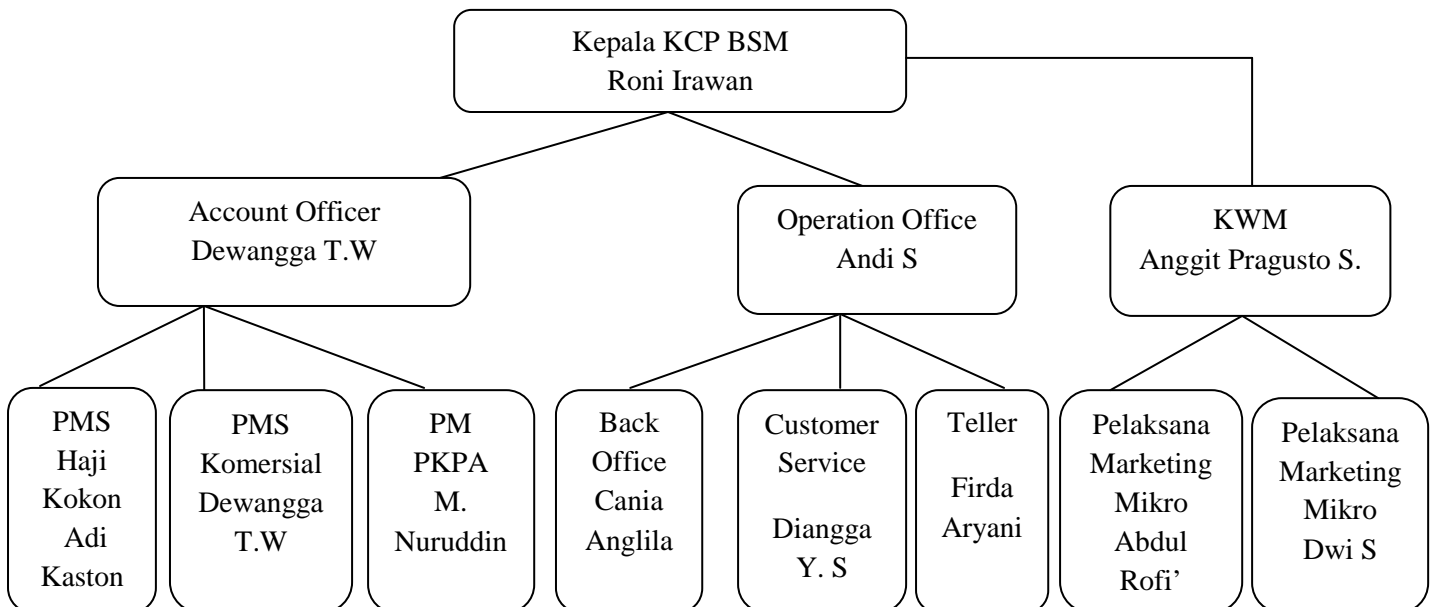 Kepala KCP BSM
Roni Irawan
Account Officer
Dewangga T.W
Operation Office
Andi S
KWM
Anggit Pragusto S.
PMS
Haji
Kokon
Adi
Kaston
PMS
Komersial
Dewangga
T.W
PM
PKPA
M.
Nuruddin
Back
Office
Cania
Anglila
Customer
Service
Diangga
Y. S
Teller
Firda
Aryani
Pelaksana
Marketing
Mikro
Abdul
Rofi’
Pelaksana
Marketing
Mikro
Dwi S